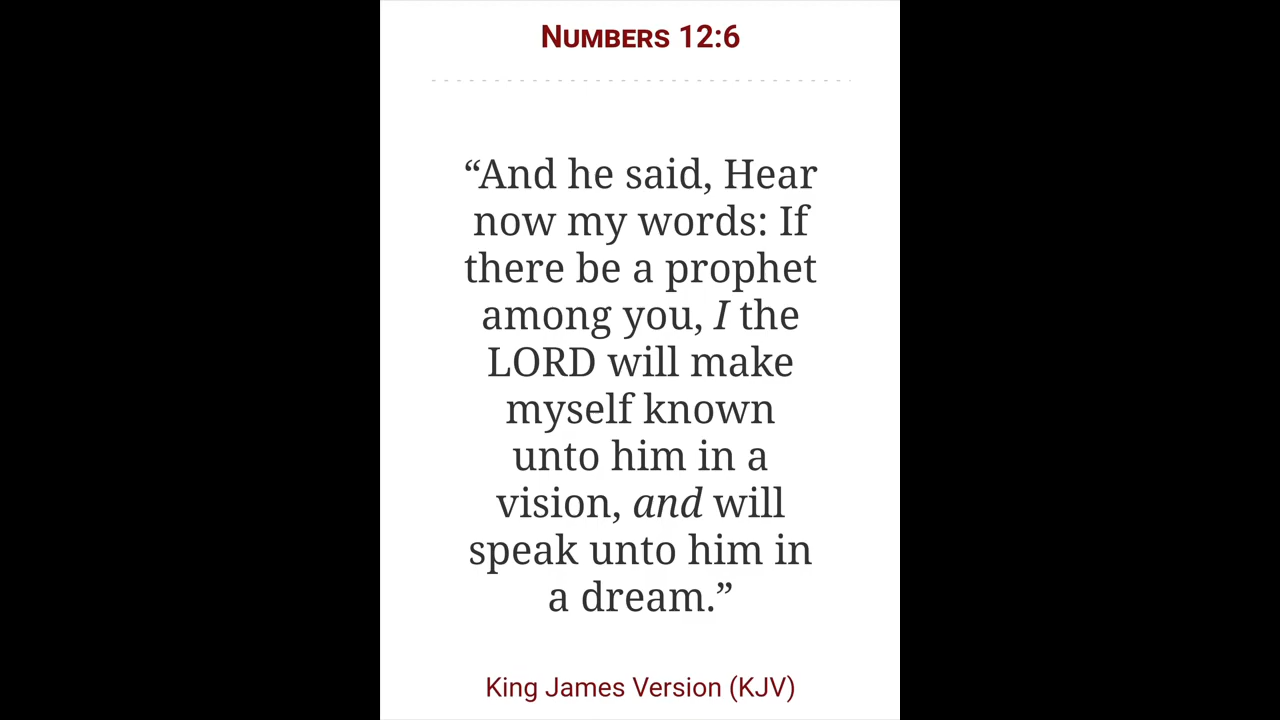 NUMBERS 12:6
“And he said, Hear
now my words: If
there be a prophet
among you, I the
LORD will make
myself known
unto him in a
vision, and will
speak unto him in
a dream.”
King James Version (KJV)